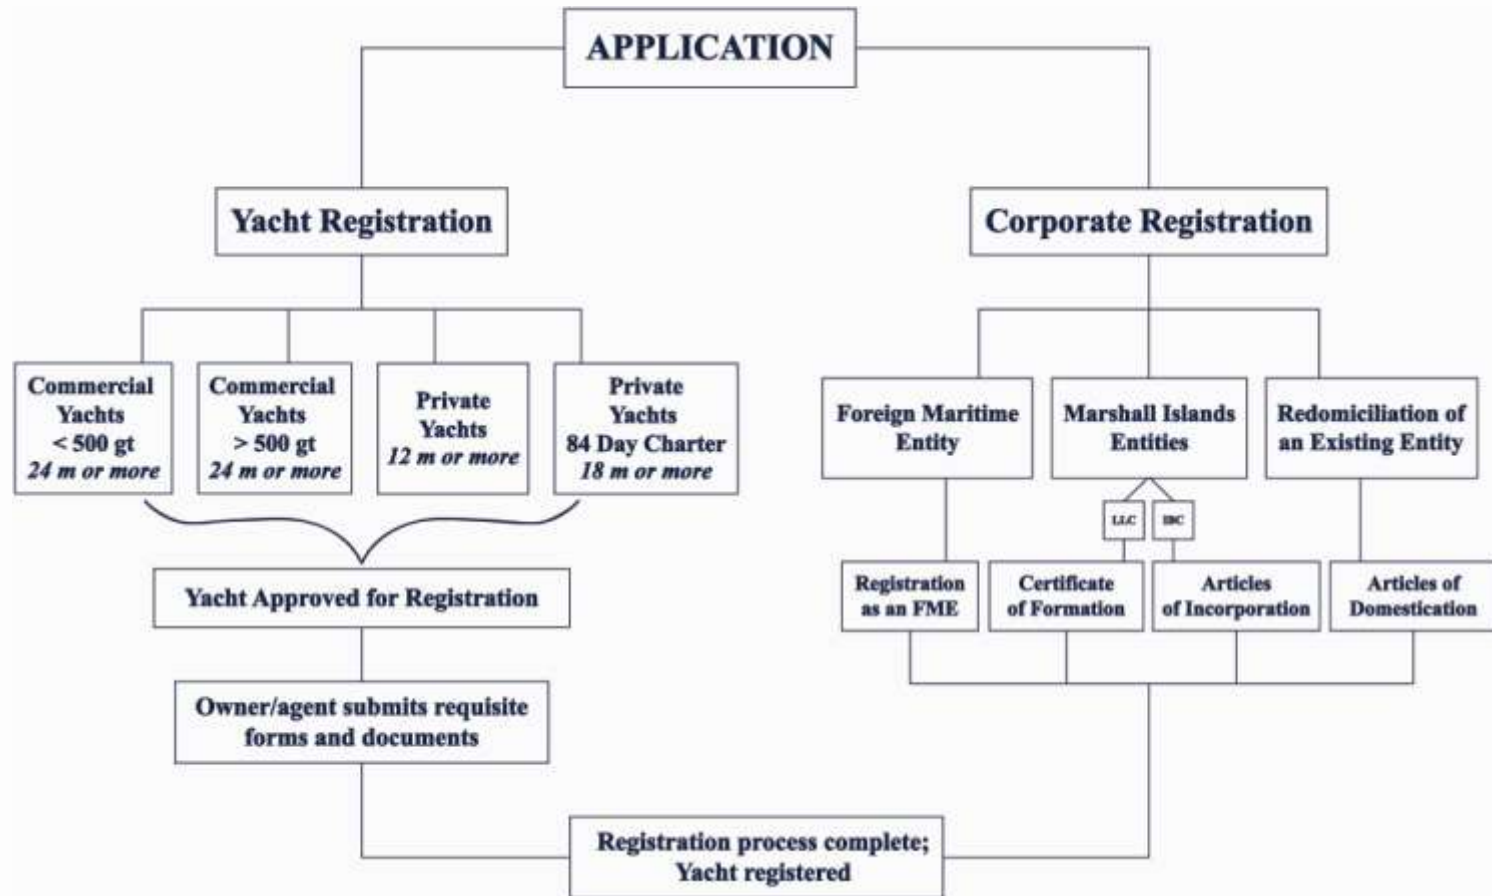 APPLICATION
Yacht Registration
Corporate Registration
Commercial
Yachts
< 500 gt
24 m or more
Commercial
Yachts
> 500 gt
24 m or more
Private
Yachts
12 m or more
Private
Yachts
84 Day Charter
18 m or more
Foreign Maritime
Entity
Marshall Islands
Entities
Redomiciliation of
an Existing Entity
LLC
IBC
Registration
as an FME
Certificate
of Formation
Articles
of Incorporation
Articles of
Domestication
Yacht Approved for Registration
Owner/agent submits requisite
forms and documents
Registration process complete;
Yacht registered